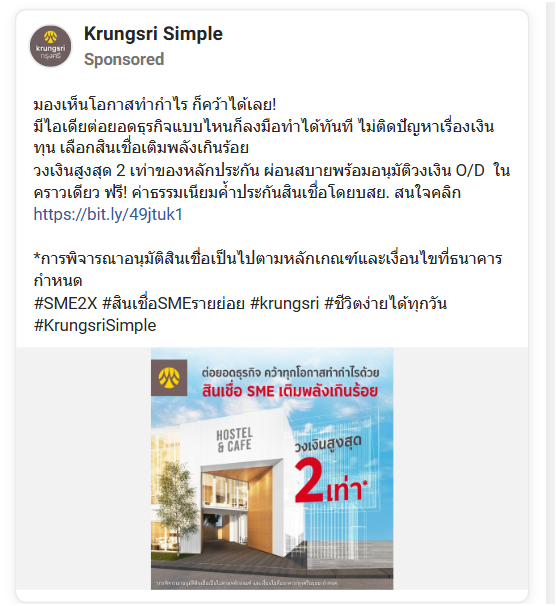 Krungsri Simple
krungsri
กรุงศรี
Sponsored
มองเห็นโอกาสทำกำไร ก็คว้าได้เลย!
มีไอเดียต่อยอดธุรกิจแบบไหนก็ลงมือทำได้ทันที ไม่ติดปัญหาเรื่องเงิน
ทุน เลือกสินเชื่อเติมพลังเกินร้อย
วงเงินสูงสุด 2 เท่าของหลักประกัน ผ่อนสบายพร้อมอนุมัติวงเงิน O/D ใน
คราวเดียว ฟรี! ค่าธรรมเนียมค้ำประกันสินเชื่อโดยบสย. สนใจคลิก
https://bit.ly/49jtuk1
*การพิจารณาอนุมัติสินเชื่อเป็นไปตามหลักเกณฑ์และเงื่อนไขที่ธนาคาร
กำหนด
#SME2X #สินเชื่อSMEรายย่อย #krungsri #ชีวิตง่ายได้ทุกวัน
#KrungsriSimple
ต่อยอดธุรกิจ คว้าทุกโอกาสทำกำไรด้วย
สินเชื่อ SME เติมพลังเกินร้อย
HOSTEL
& CAFE
วงเงินสูงสุด
2เท่า*